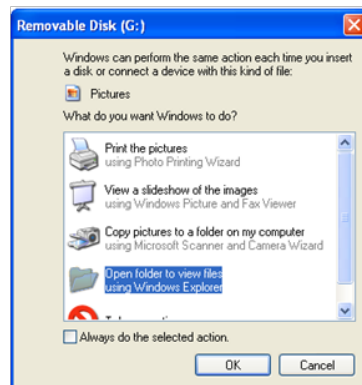 Removable Disk (G:)
Windows can perform the same action each time you insert
a disk or connect a device with this kind of file:
Pictures
What do you want Windows to do?
Print the pictures
using Photo Printing Wizard
View a slideshow of the images
using Windows Picture and Fax Viewer
Copy pictures to a folder on my computer
using Microsoft Scanner and Camera Wizard
Open folder to view files
using Windows Explorer
Always do the selected action.
OK
Cancel